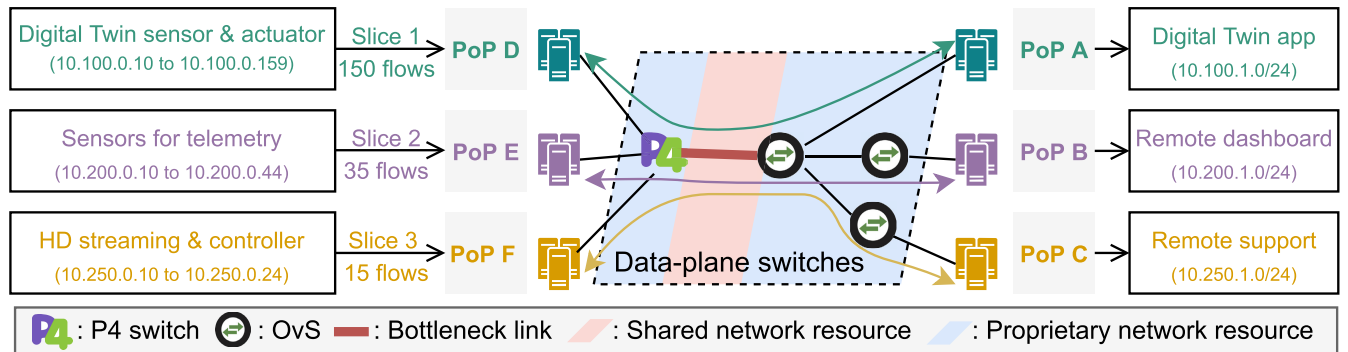 Digital Twin sensor & actuator
(10.100.0.10 to 10.100.0.159)
Slice 1
150 flows
PoP D
PoP A
Digital Twin app
(10.100.1.0/24)
Sensors for telemetry
(10.200.0.10 to 10.200.0.44)
Slice 2
35 flows
PoP E
P4
PoP B
Remote dashboard
(10.200.1.0/24)
HD streaming & controller
(10.250.0.10 to 10.250.0.24)
Slice 3
15 flows
PoP F
Data-plane switches
PoP C
Remote support
(10.250.1.0/24)
P4 : P4 switch : OvS : Bottleneck link : Shared network resource : Proprietary network resource